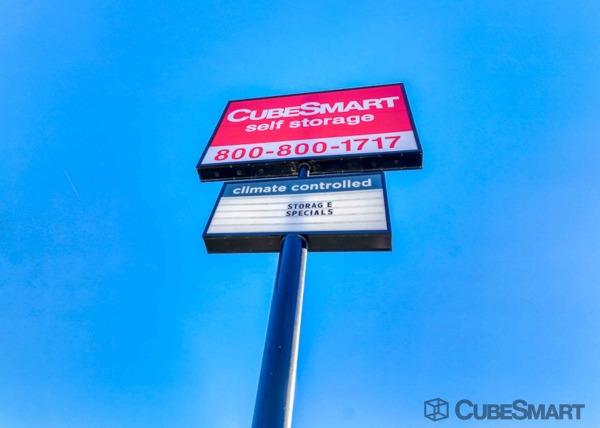 CUBESMART
self storage
800-800-1717
climate controlled
STORAG E
SPECIALS
CUBESMART